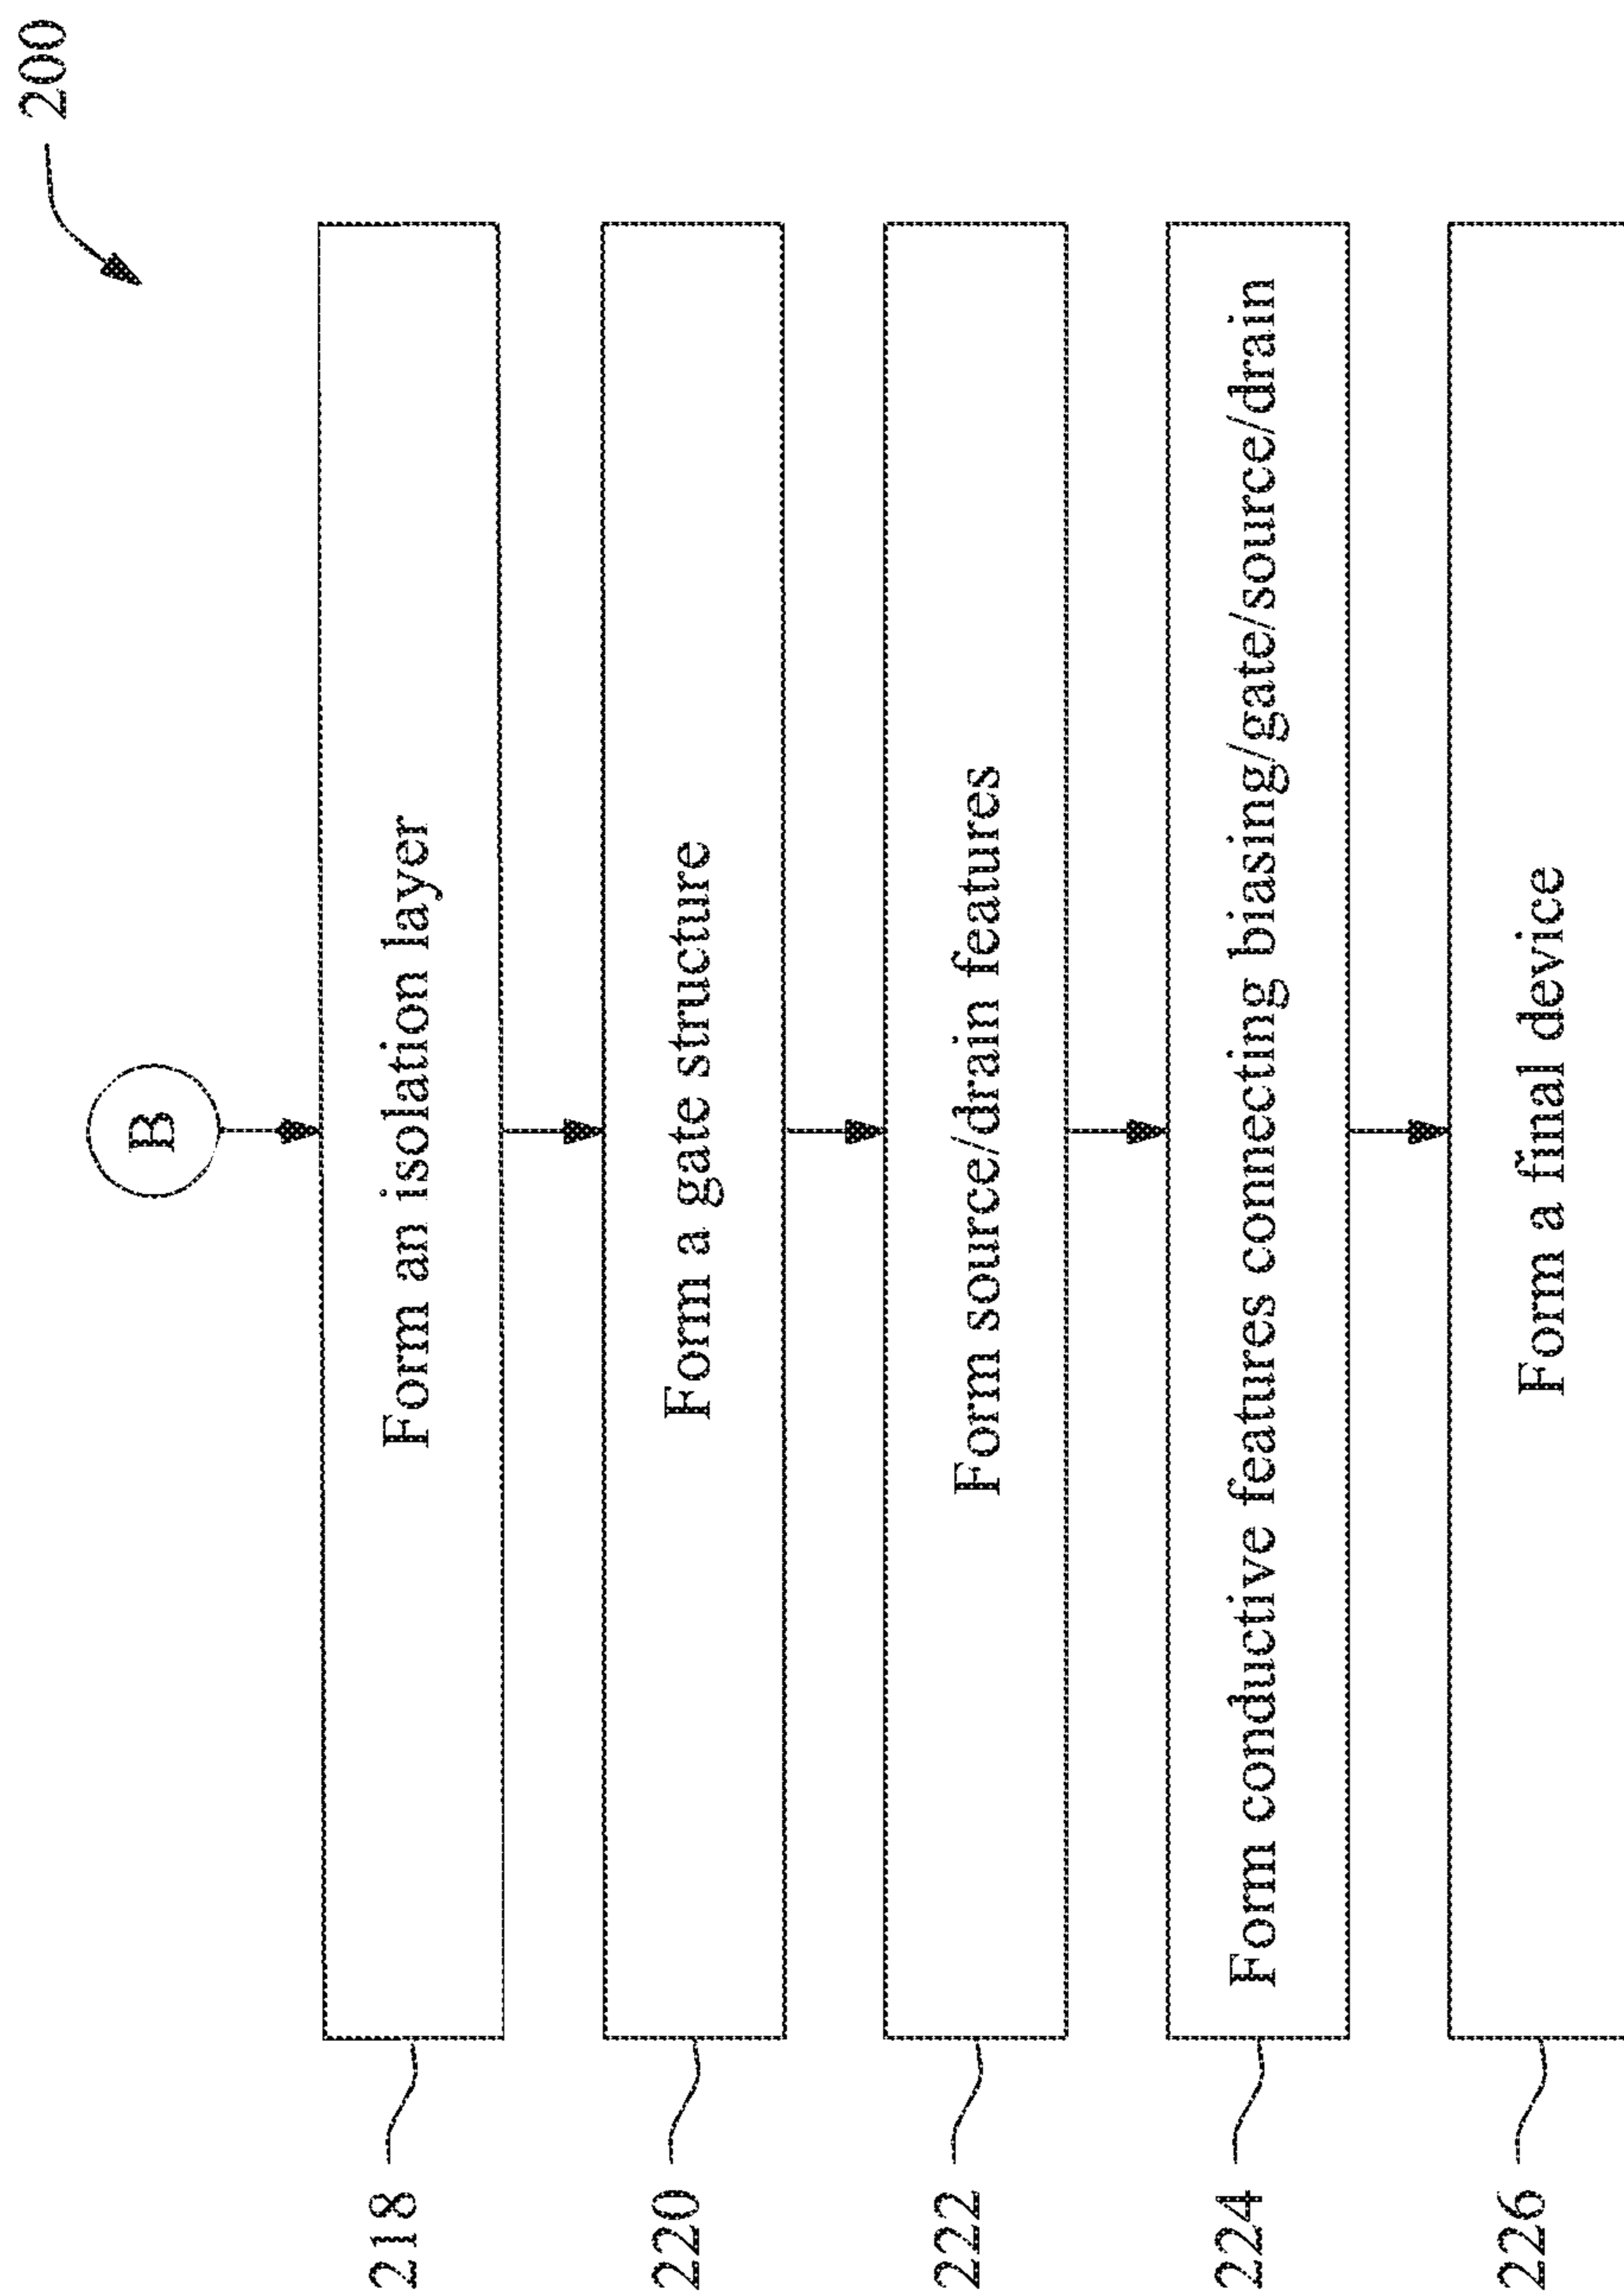 200
B
218
Form an isolation layer
220
Form a gate structure
222
Form source/drain features
224
Form conductive features connecting biasing/gate/source/drain
226
Form a final device